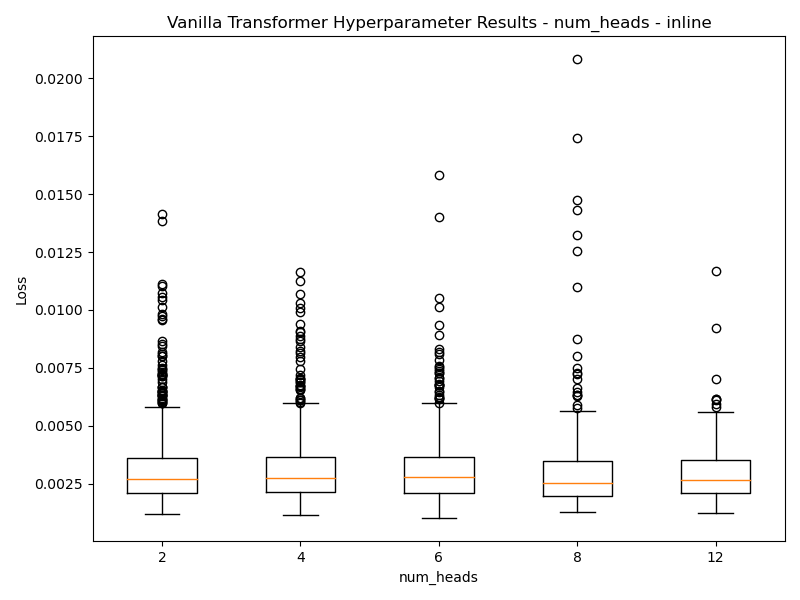 Vanilla Transformer Hyperparameter Results - num_heads - inline
0.0200
0.0175
0.0150
0.0125
0.0100
0.0075
0.0050
0.0025
Loss
2 4 6 8 12
num_heads